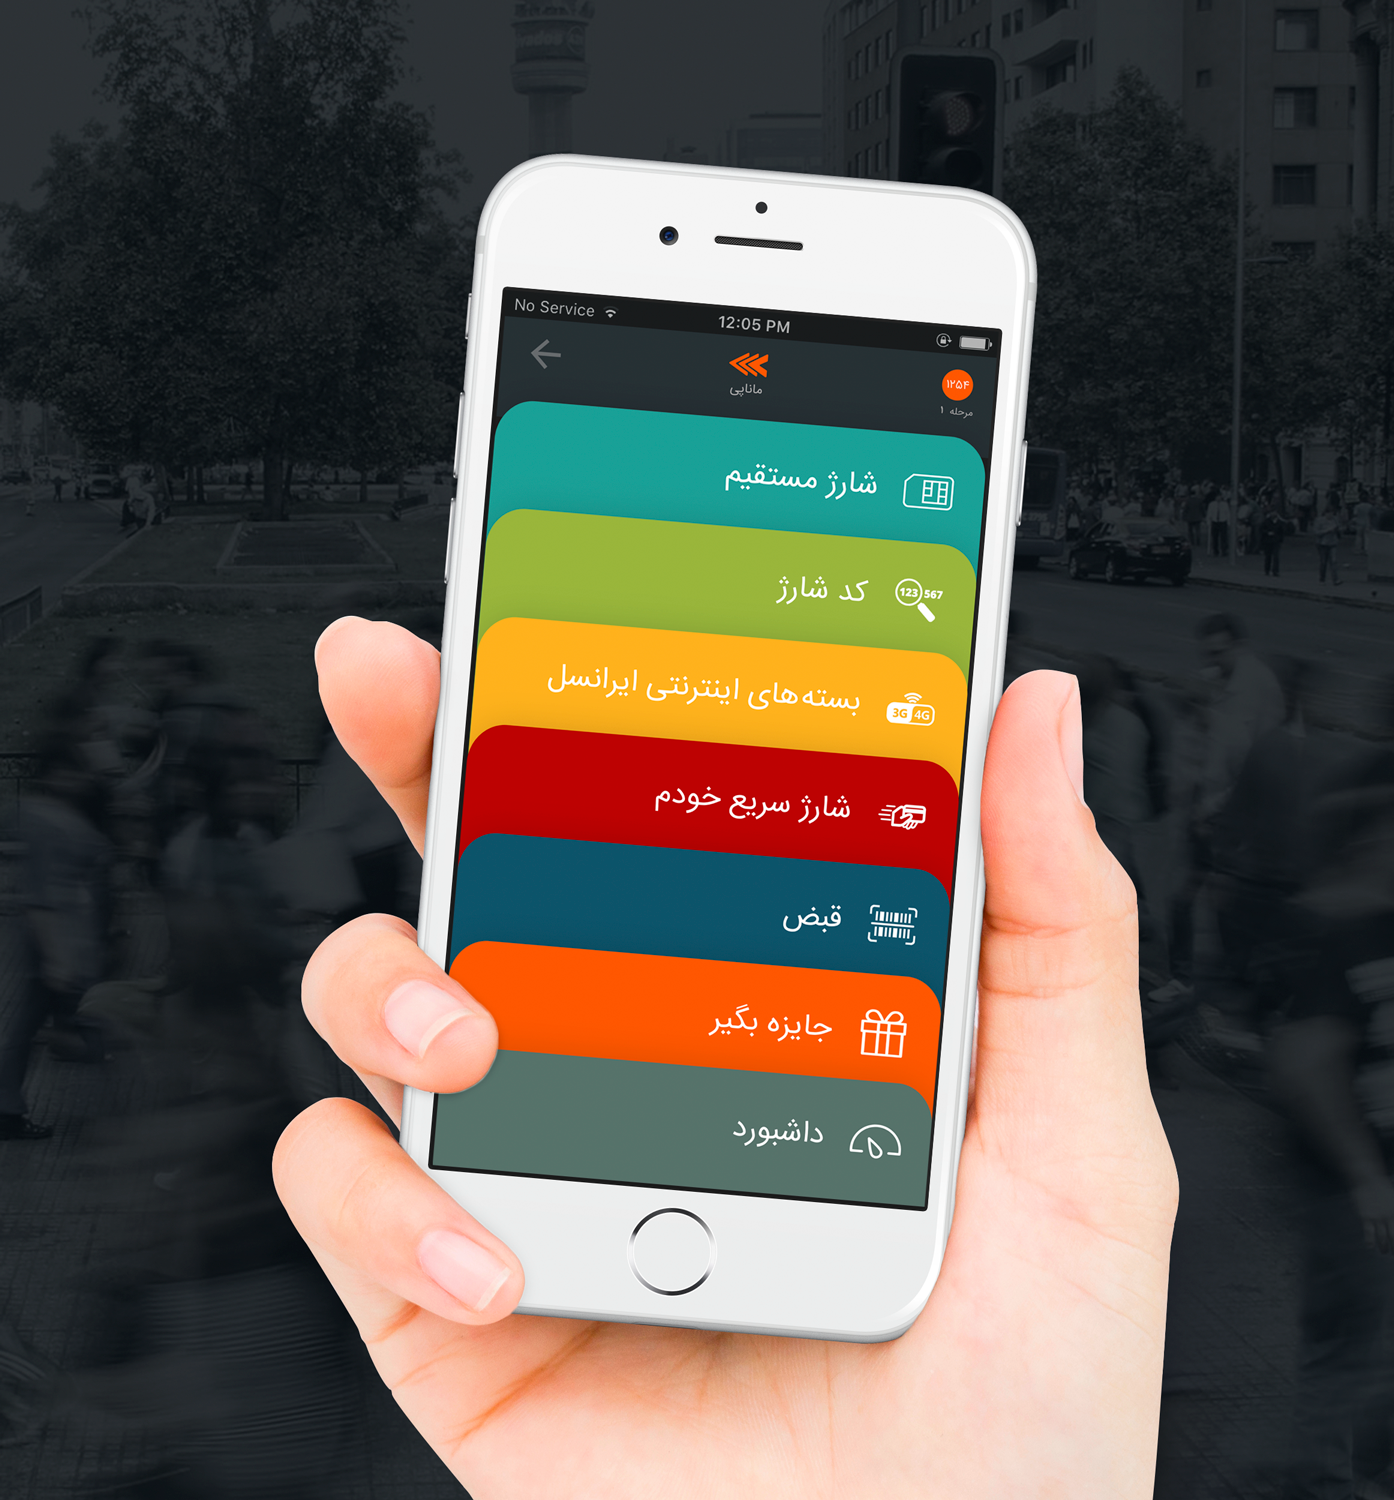 No Service 12:05 PM
۱۲۵۴
ماناپی
مرحله ۱
شارژ مستقیم
کد شارژ
123 567
بسته‌های اینترنتی ایرانسل
3G 4G
شارژ سریع خودم
قبض
جایزه بگیر
داشبورد